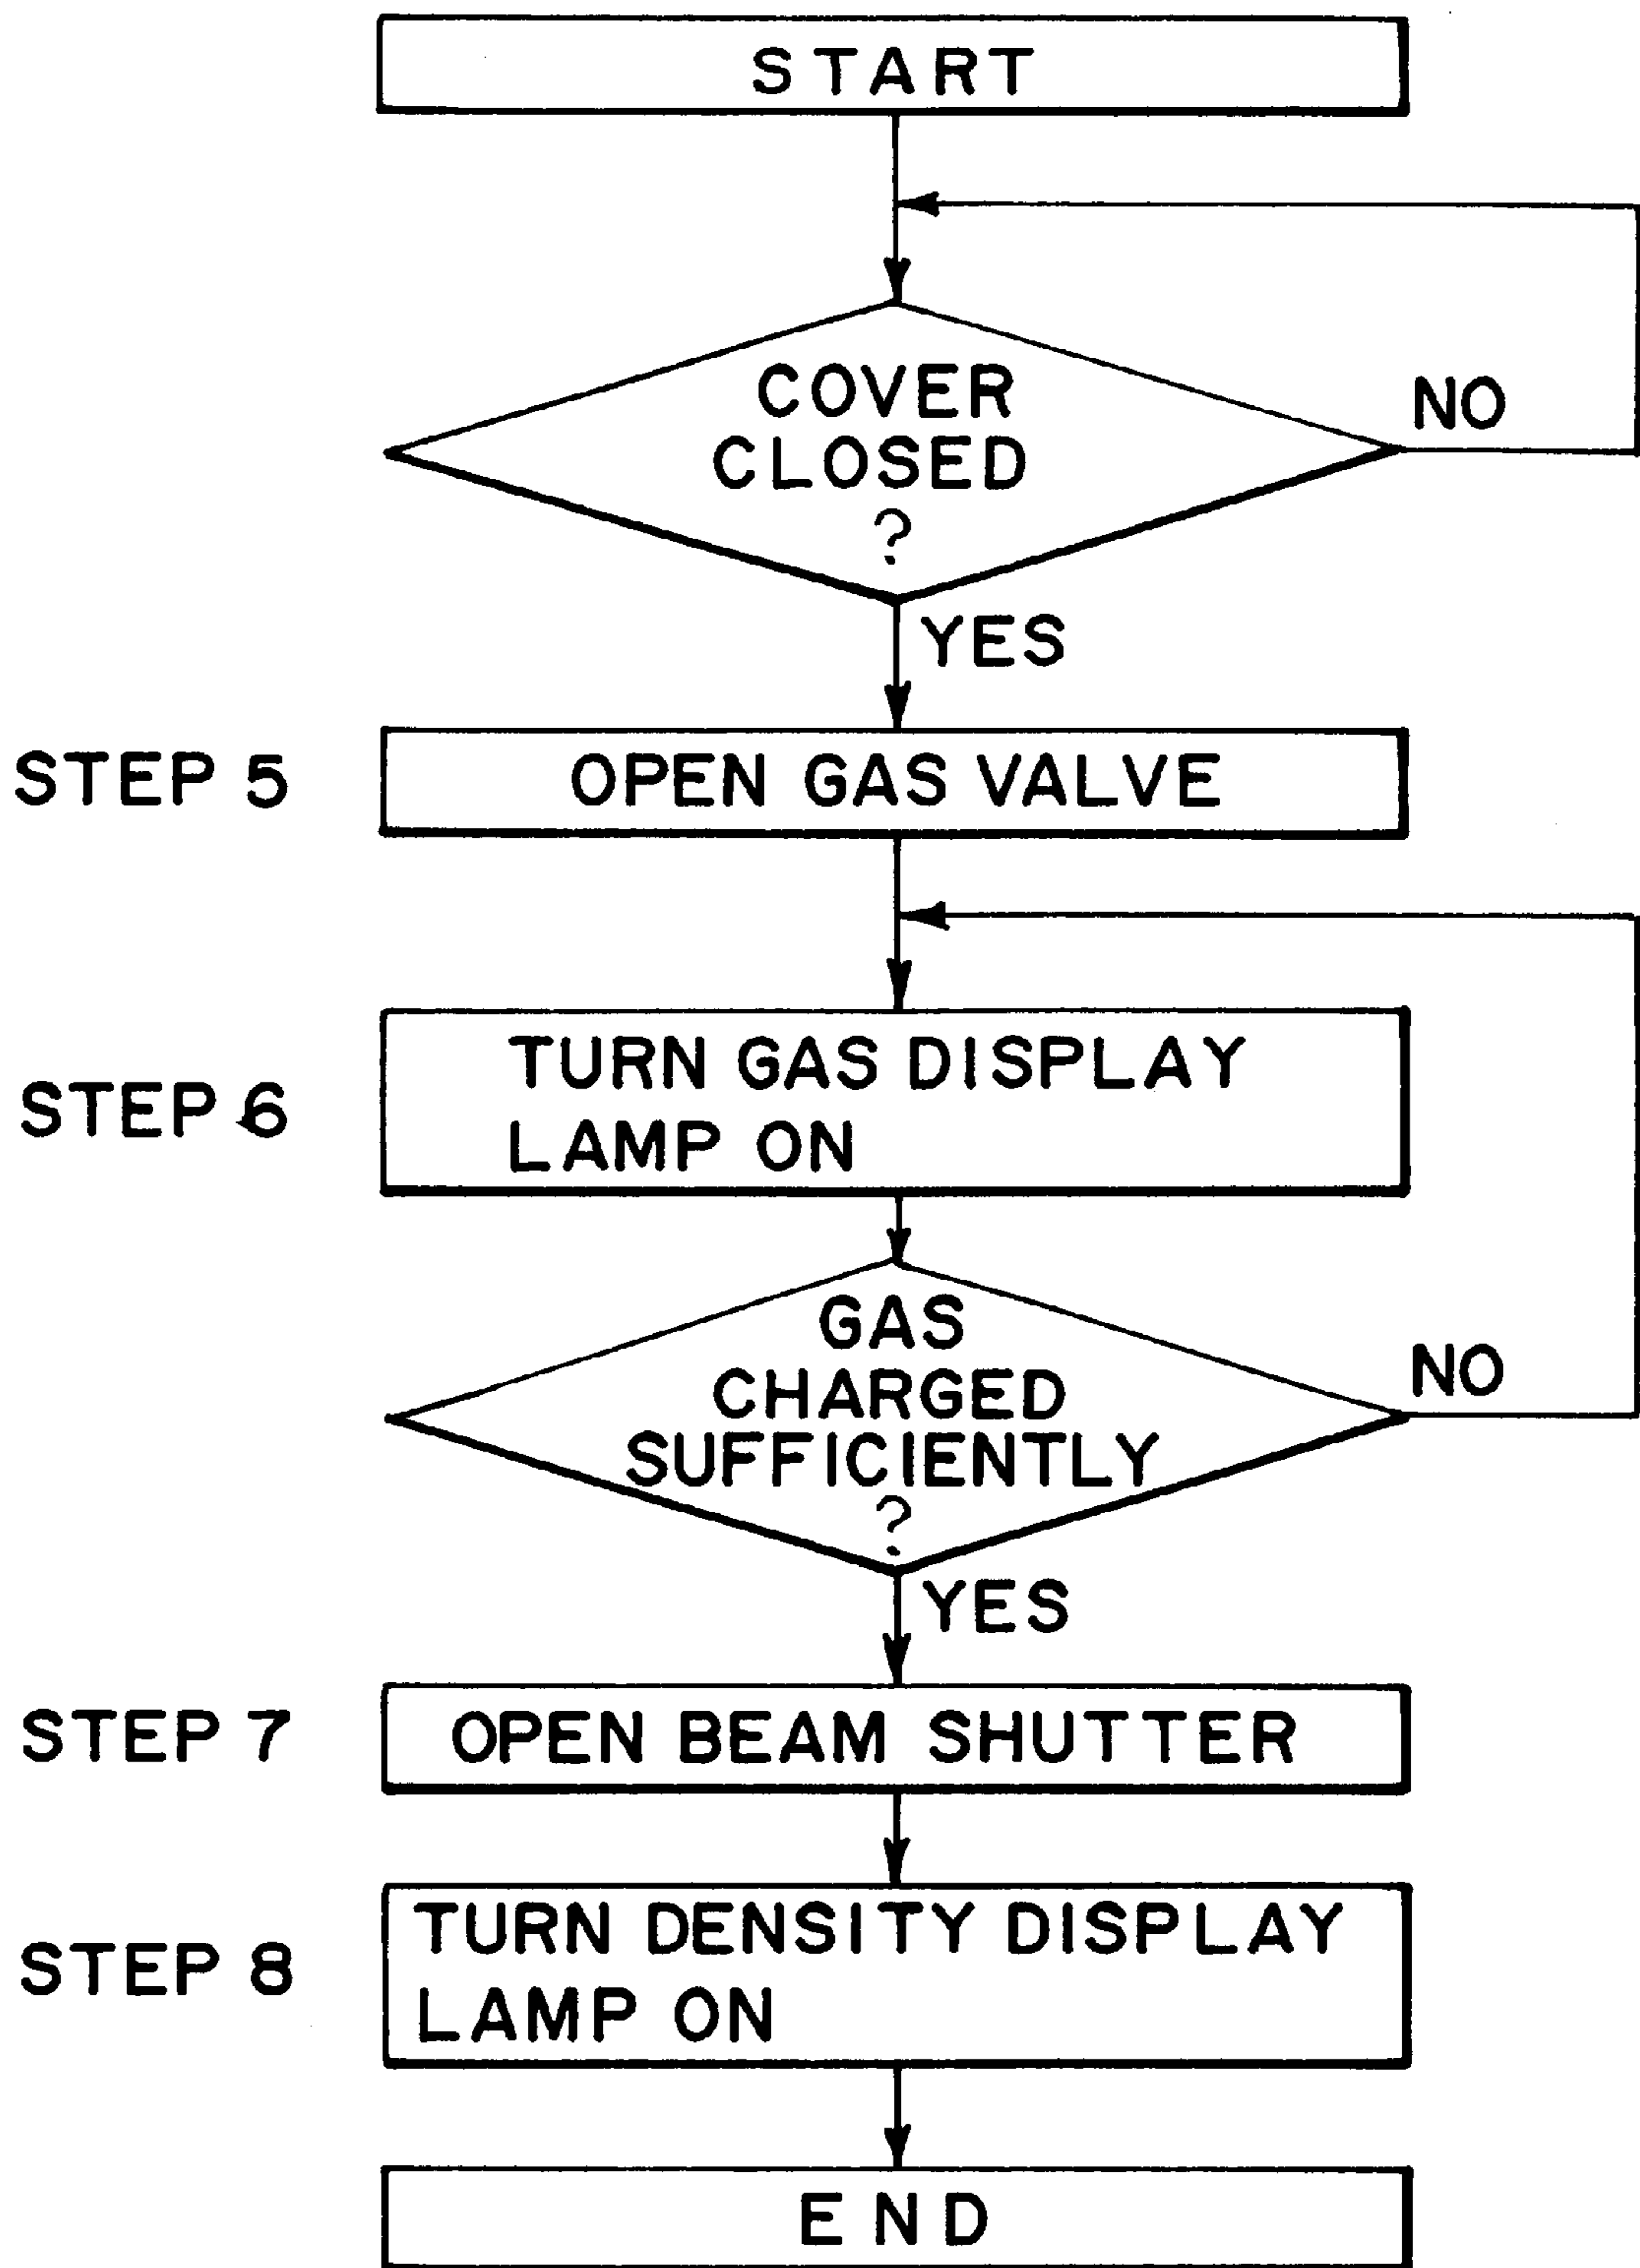 START
COVER
CLOSED
?
NO
YES
STEP 5
OPEN GAS VALVE
STEP 6
TURN GAS DISPLAY
LAMP ON
GAS
CHARGED
SUFFICIENTLY
?
NO
YES
STEP 7
OPEN BEAM SHUTTER
STEP 8
TURN DENSITY DISPLAY
LAMP ON
END